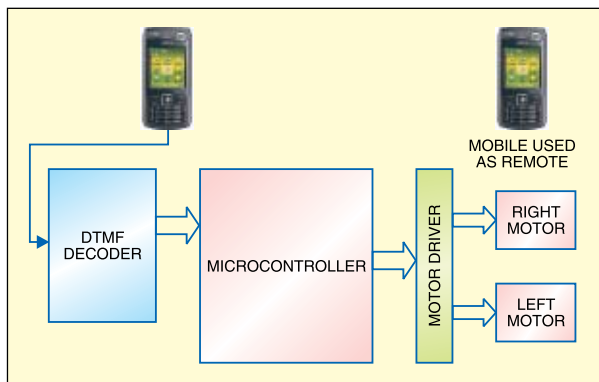 MOBILE USED
AS REMOTE
DTMF
DECODER
MICROCONTROLLER
MOTOR DRIVER
RIGHT
MOTOR
LEFT
MOTOR